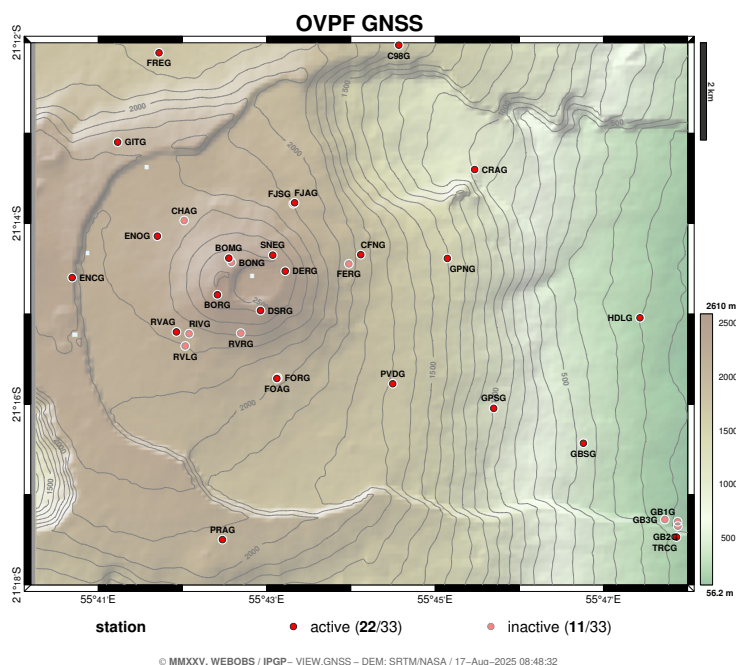 OVPF GNSS
21°12'S
21°14'S
21°16'S
21°18'S
FREG
C98G
2 km
1500
2000
GITG
2000
CRAG
FJSG FJAG
CHAG
ENOG
BOMG
BONG
SNEG
CFNG
FERG
GPNG
ENCG
DERG
BORG
DSRG
HDLG
RVAG
RIVG
RVLG
RVRG
2610 m
2500
2000
1500
1000
500
56.2 m
FORG
FOAG
PVDG
1500
500
2000
GPSG
GBSG
2000
1500
GB1G
GB3G
GB2G
TRCG
PRAG
2000
55°41'E
55°43'E
55°45'E
55°47'E
station
active (22/33)
inactive (11/33)
© MMXXV, WEBOBS / IPGP− VIEW.GNSS − DEM: SRTM/NASA / 17−Aug−2025 08:48:32